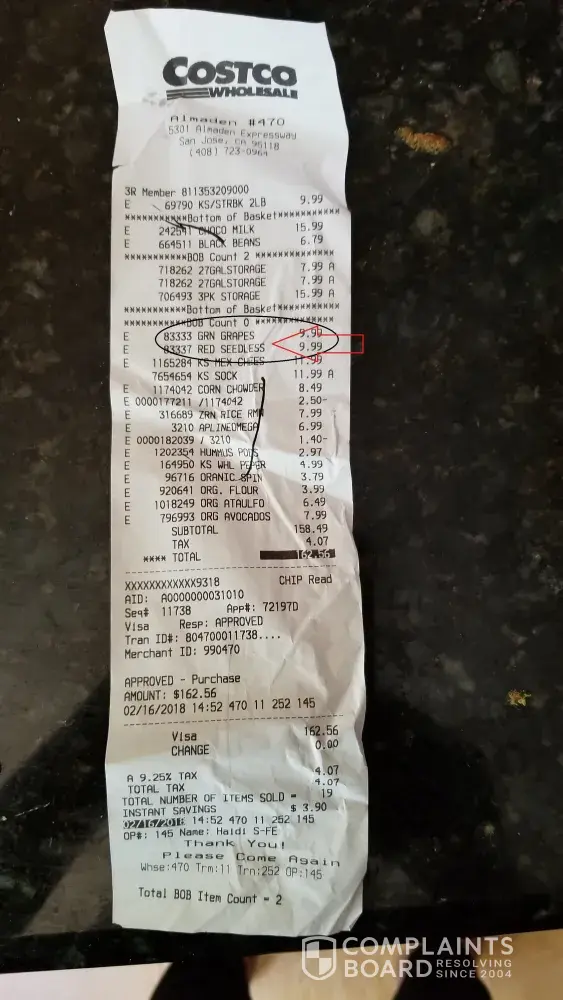 COSTCO
WHOLESALE
Almaden #470
5301 Almaden Expressway
San Jose, CA 95118
(408) 723-0964
3R Member 811353209000
E 69790 KS/STRBK 2LB 9.99
***********Bottom of Basket***********
E 242541 CHOCO MILK 15.99
E 664511 BLACK BEANS 6.79
***********BOB Count 2 ***********
718262 27GALSTORAGE 7.99 A
718262 27GALSTORAGE 7.99 A
706493 3PK STORAGE 15.99 A
***********Bottom of Basket***********
***********BOB Count 0 ***********
E 83333 GRN GRAPES 9.99
E 83337 RED SEEDLESS 9.99
E 1165284 KS MEX CHEES 11.99
7654654 KS SOCK 11.99 A
E 1174042 CORN CHOWDER 8.49
E 0000177211 /1174042 2.50-
E 316689 ZRN RICE RMN 7.99
E 3210 APLINEOMEGA 6.99
E 0000182039 / 3210 1.40-
E 1202354 HUMMUS PODS 2.97
E 164950 KS WHL PEPER 4.99
E 96716 ORANIC SPIN 3.79
E 920641 ORG. FLOUR 3.99
E 1018249 ORG ATAULFO 6.49
E 796993 ORG AVOCADOS 7.99
SUBTOTAL 158.49
TAX 4.07
**** TOTAL 162.56
XXXXXXXXXXXX9318 CHIP Read
AID: A0000000031010
Seq# 11738 App#: 72197D
Visa Resp: APPROVED
Tran ID#: 804700011738....
Merchant ID: 990470
APPROVED - Purchase
AMOUNT: $162.56
02/16/2018 14:52 470 11 252 145
Visa 162.56
CHANGE 0.00
A 9.25% TAX 4.07
TOTAL TAX 4.07
TOTAL NUMBER OF ITEMS SOLD = 19
INSTANT SAVINGS $ 3.90
02/16/2018 14:52 470 11 252 145
OP#: 145 Name: Haidi S-FE
Thank You!
Please Come Again
Whse:470 Trm:11 Trn:252 OP:145
Total BOB Item Count = 2
COMPLAINTS
BOARD RESOLVING SINCE 2004